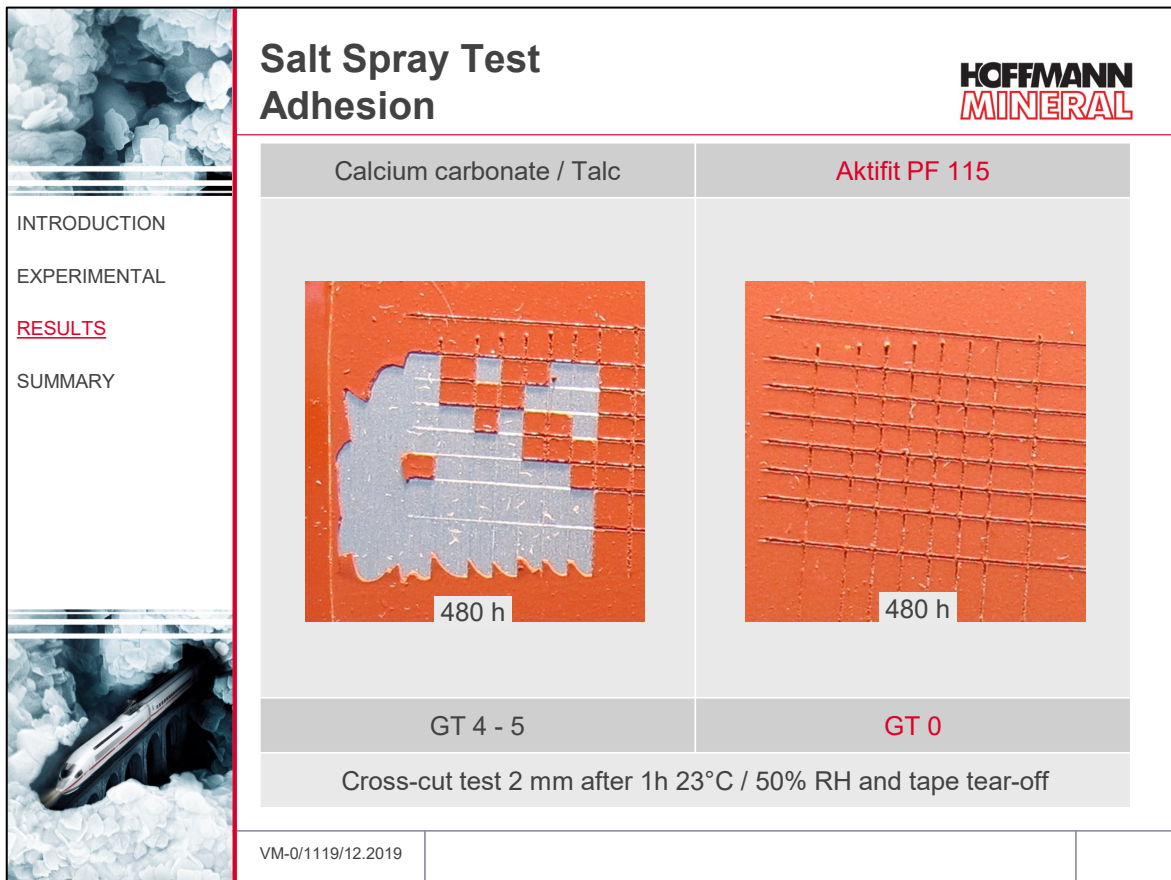 Salt Spray Test
Adhesion
HOFFMANN
MINERAL
INTRODUCTION
EXPERIMENTAL
RESULTS
SUMMARY
Calcium carbonate / Talc
Aktifit PF 115
480 h
480 h
GT 4 - 5
GT 0
Cross-cut test 2 mm after 1h 23°C / 50% RH and tape tear-off
VM-0/1119/12.2019